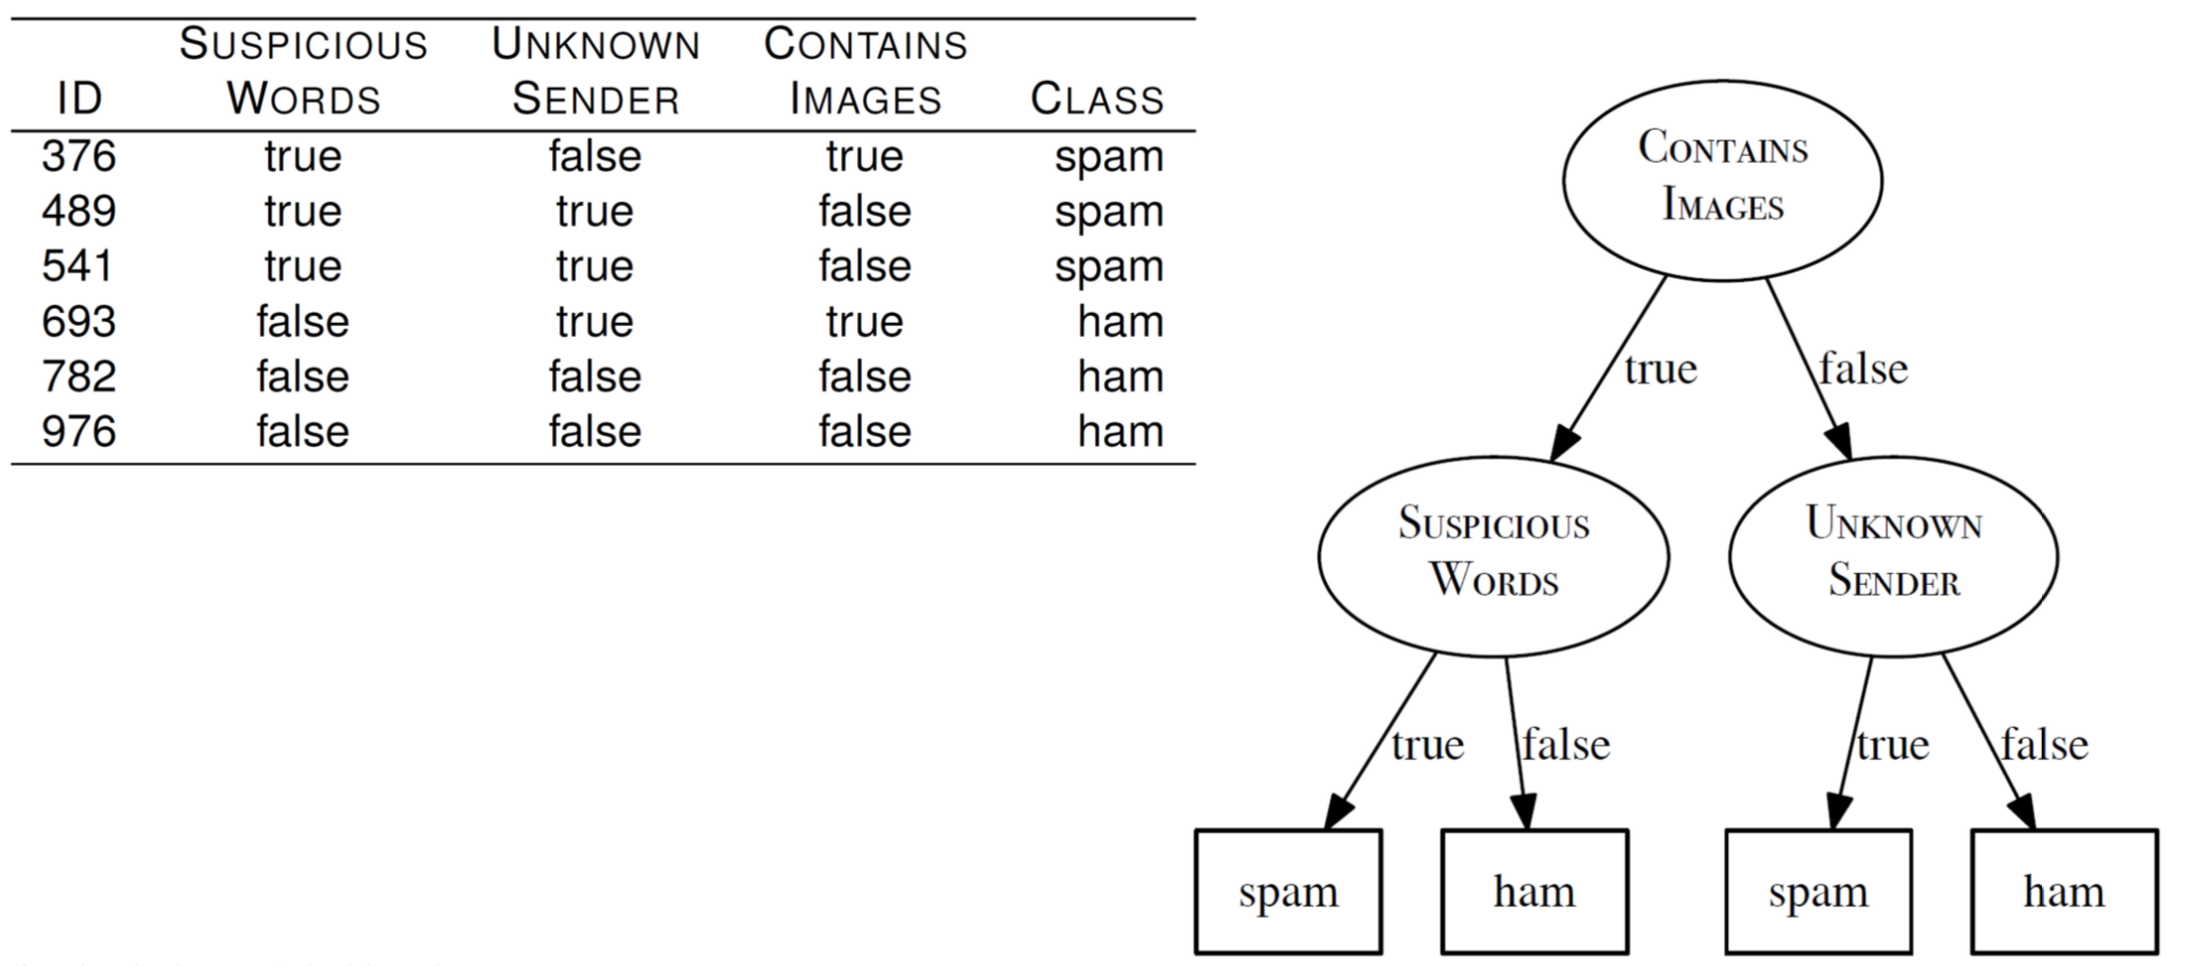 SUSPICIOUS UNKNOWN CONTAINS
ID WORDS SENDER IMAGES CLASS
376 true false true spam
489 true true false spam
541 true true false spam
693 false true true ham
782 false false false ham
976 false false false ham
CONTAINS
IMAGES
true false
SUSPICIOUS UNKNOWN
WORDS SENDER
true false true false
spam ham spam ham